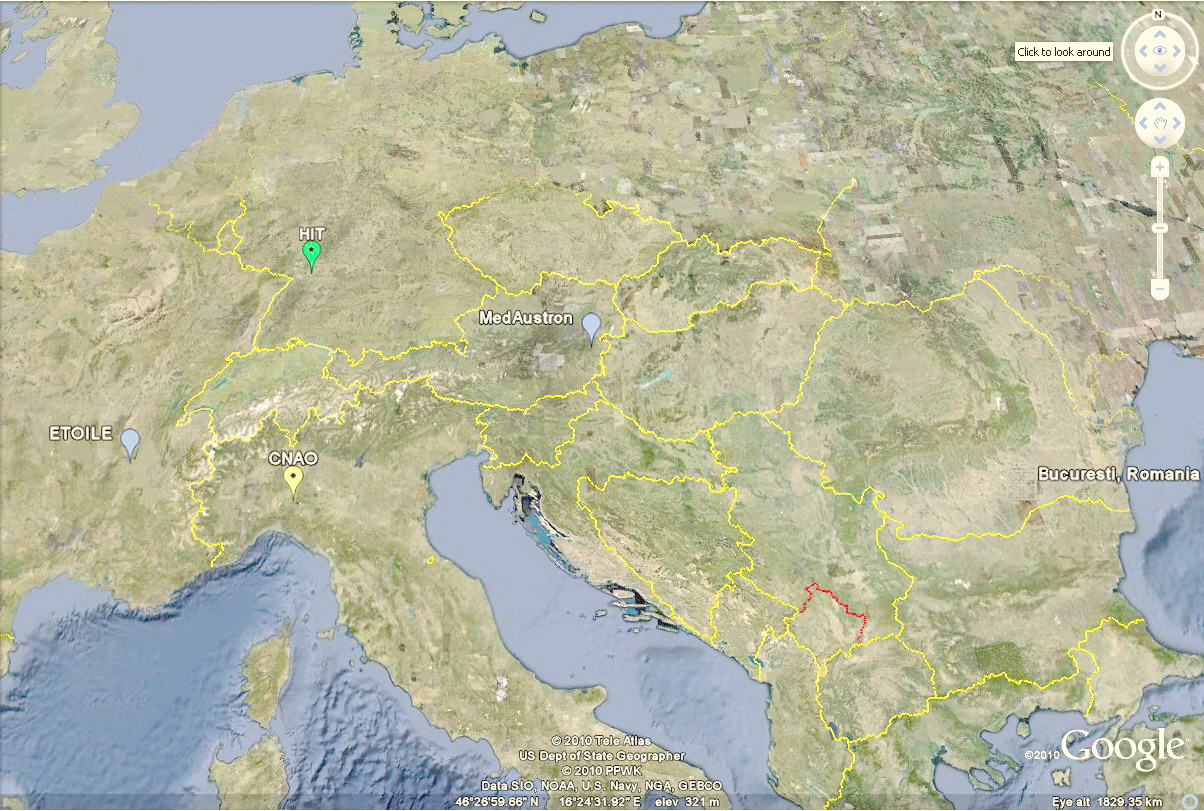 N
Click to look around
HIT
MedAustron
ETOILE
CNAO
Bucuresti, Romania
© 2010 Tele Atlas
US Dept of State Geographer
© 2010 PFWK
Data SIO, NOAA, U.S. Navy, NGA, GEBCO
©2010 Google
46°26'59.66" N 16°24'31.92" E elev 321 m
Eye alt 1829.35 km